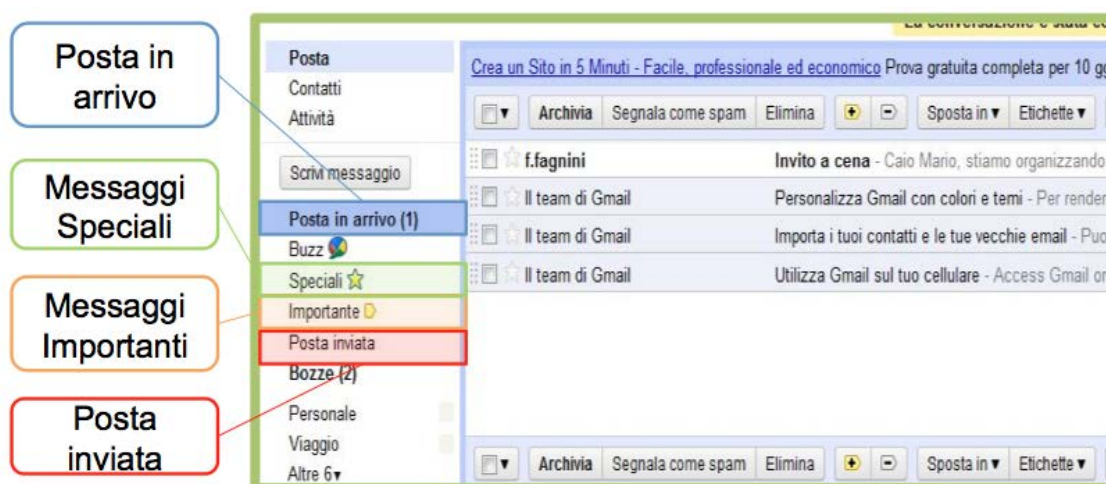 Posta in
arrivo
Messaggi
Speciali
Messaggi
Importanti
Posta
inviata
La conversazione è stata
Posta
Contatti
Attività
Scrivi messaggio
Posta in arrivo (1)
Buzz
Speciali
Importante
Posta inviata
Bozze (2)
Personale
Viaggio
Altre 6▾
Crea un Sito in 5 Minuti - Facile, professionale ed economico Prova gratuita completa per 10 gg
Archivia Segnala come spam Elimina Sposta in ▾ Etichette ▾
f.fagnini Invito a cena - Caio Mario, stiamo organizzando
Il team di Gmail Personalizza Gmail con colori e temi - Per render
Il team di Gmail Importa i tuoi contatti e le tue vecchie email - Puo
Il team di Gmail Utilizza Gmail sul tuo cellulare - Access Gmail
Archivia Segnala come spam Elimina Sposta in ▾ Etichette ▾